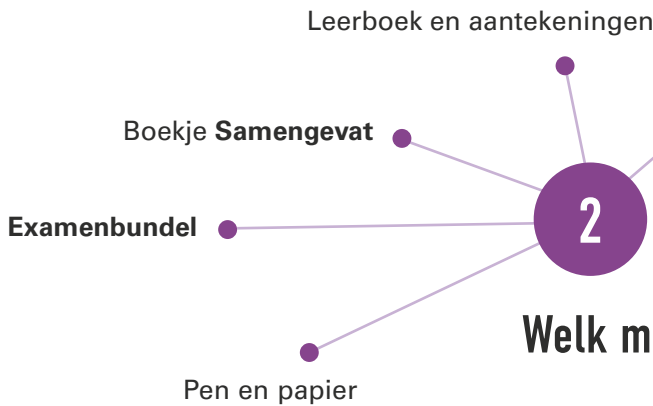 Leerboek en aantekeningen
Boekje Samengevat
Examenbundel
2
Welk m
Pen en papier